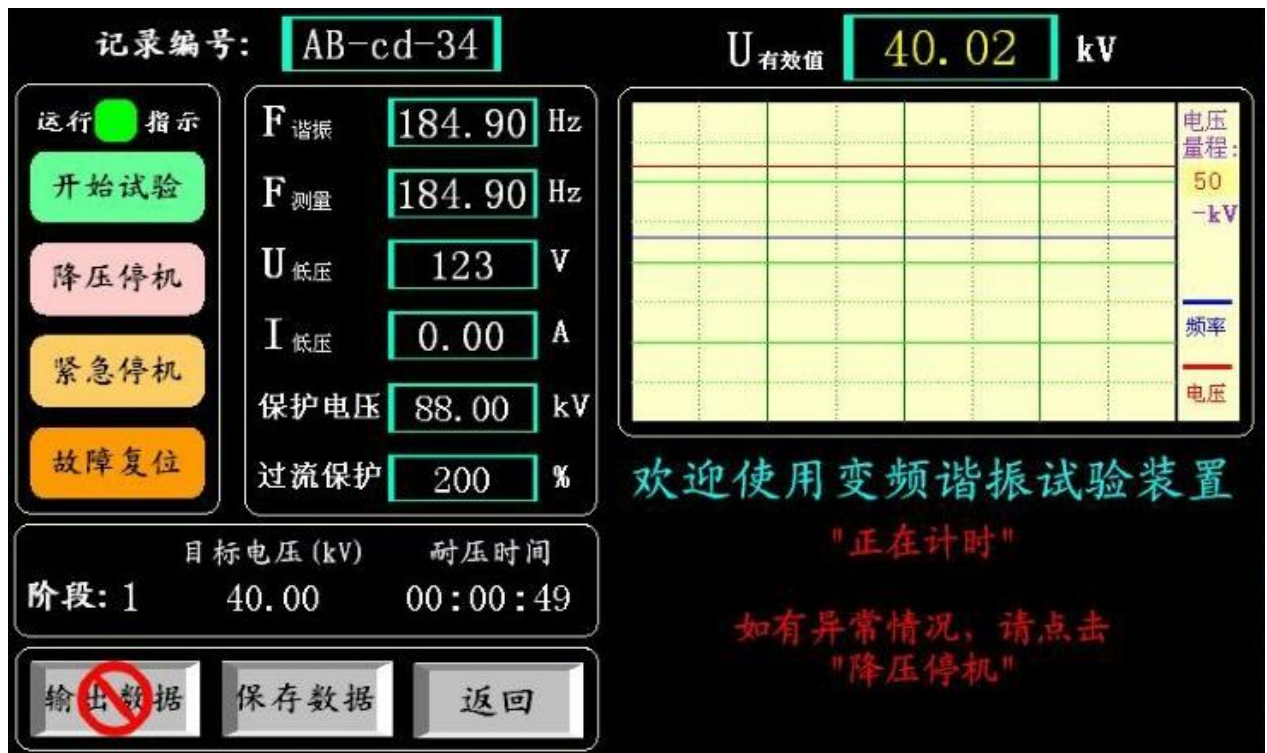 记录编号: AB-cd-34
U有效值 40.02 kV
运行 指示
开始试验
降压停机
紧急停机
故障复位
F谐振 184.90 Hz
F测量 184.90 Hz
U低压 123 V
I低压 0.00 A
保护电压 88.00 kV
过流保护 200 %
电压
量程:
50
-kV
频率
电压
目标电压(kV) 耐压时间
阶段: 1 40.00 00:00:49
输出数据 保存数据 返回
欢迎使用变频谐振试验装置
"正在计时"
如有异常情况,请点击
"降压停机"